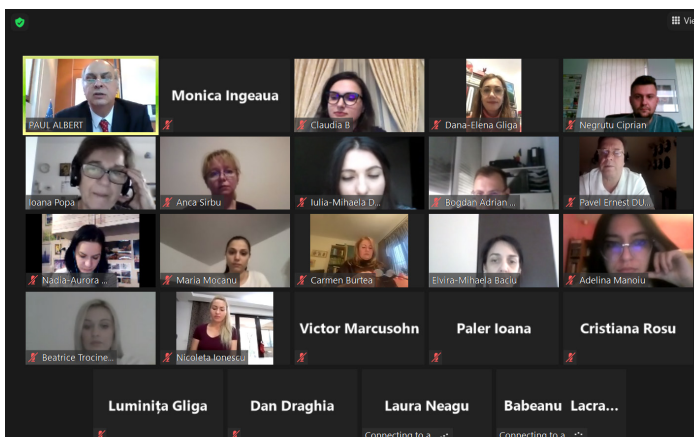 Vie
PAUL ALBERT
Monica Ingeaua
Claudia B
Dana-Elena Gliga
Negrutu Ciprian
Ioana Popa
Anca Sirbu
Iulia-Mihaela D...
Bogdan Adrian ...
Pavel Ernest DU...
Nadia-Aurora ...
Maria Mocanu
Carmen Burtea
Elvira-Mihaela Baciu
Adelina Manoiu
Beatrice Trocine...
Nicoleta Ionescu
Victor Marcusohn
Paler Ioana
Cristiana Rosu
Luminița Gliga
Dan Draghia
Laura Neagu
Babeanu Lacra...
Connecting to a
Connecting to a